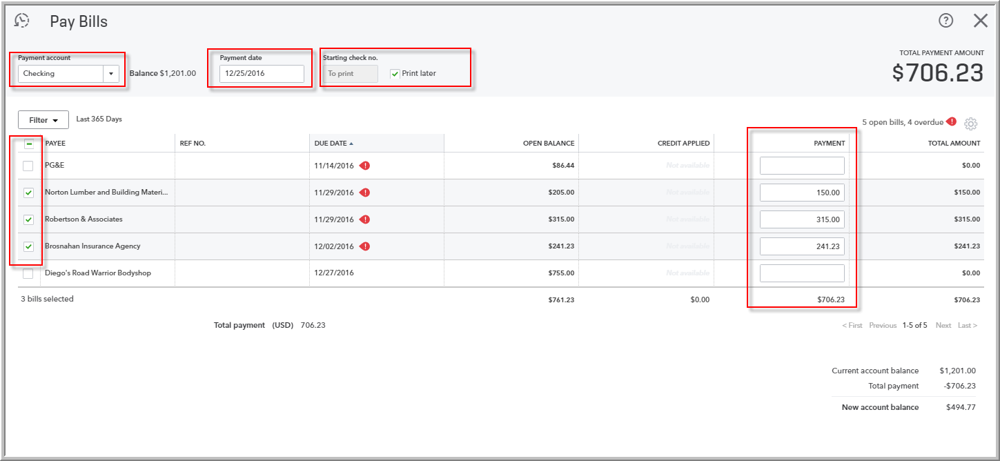 Pay Bills
?
Payment account
Payment date
Starting check no.
TOTAL PAYMENT AMOUNT
Checking
Balance $1,201.00
12/25/2016
To print
Print later
$706.23
Filter
Last 365 Days
5 open bills, 4 overdue !
PAYEE REF NO. DUE DATE OPEN BALANCE CREDIT APPLIED PAYMENT TOTAL AMOUNT
PG&E 11/14/2016 ! $86.44 Not available $0.00
Norton Lumber and Building Materi... 11/29/2016 ! $205.00 Not available 150.00 $150.00
Robertson & Associates 11/29/2016 ! $315.00 Not available 315.00 $315.00
Brosnahan Insurance Agency 12/02/2016 ! $241.23 Not available 241.23 $241.23
Diego's Road Warrior Bodyshop 12/27/2016 $755.00 Not available $0.00
3 bills selected $761.23 $0.00 $706.23 $706.23
Total payment (USD) 706.23
< First Previous 1-5 of 5 Next Last >
Current account balance $1,201.00
Total payment -$706.23
New account balance $494.77